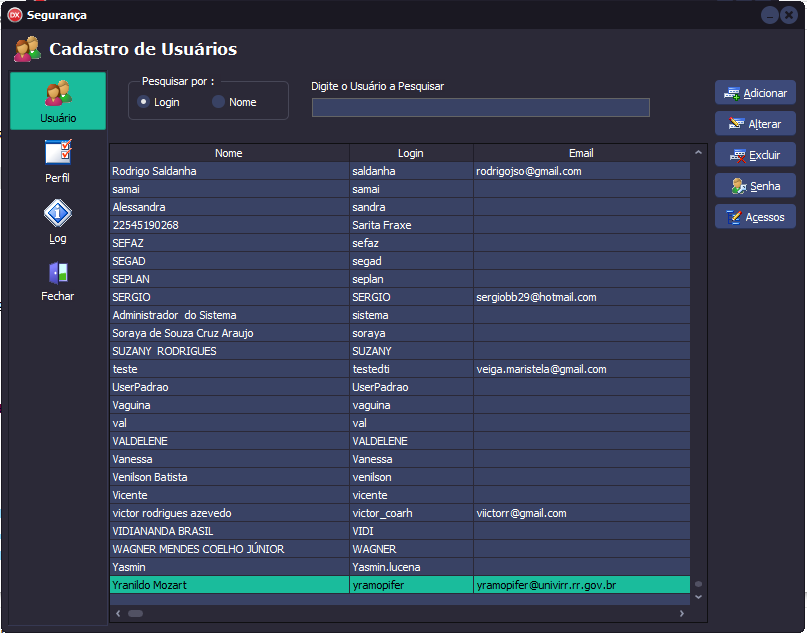 DX Segurança
Cadastro de Usuários
Usuário
Perfil
Log
Fechar
Pesquisar por :
Login Nome
Digite o Usuário a Pesquisar
Adicionar
Alterar
Excluir
Senha
Acessos
Nome Login Email
Rodrigo Saldanha saldanha rodrigojso@gmail.com
samai samai
Alessandra sandra
22545190268 Sarita Fraxe
SEFAZ sefaz
SEGAD segad
SEPLAN seplan
SERGIO SERGIO sergiobb29@hotmail.com
Administrador do Sistema sistema
Soraya de Souza Cruz Araujo soraya
SUZANY RODRIGUES SUZANY
teste testedti veiga.maristela@gmail.com
UserPadrao UserPadrao
Vaguina vaguina
val val
VALDELENE VALDELENE
Vanessa Vanessa
Venilson Batista venilson
Vicente vicente
victor rodrigues azevedo victor_coarh viictorr@gmail.com
VIDIANANDA BRASIL VIDI
WAGNER MENDES COELHO JÚNIOR WAGNER
Yasmin Yasmin.lucena
Yranildo Mozart yramopifer yramopifer@univirr.rr.gov.br